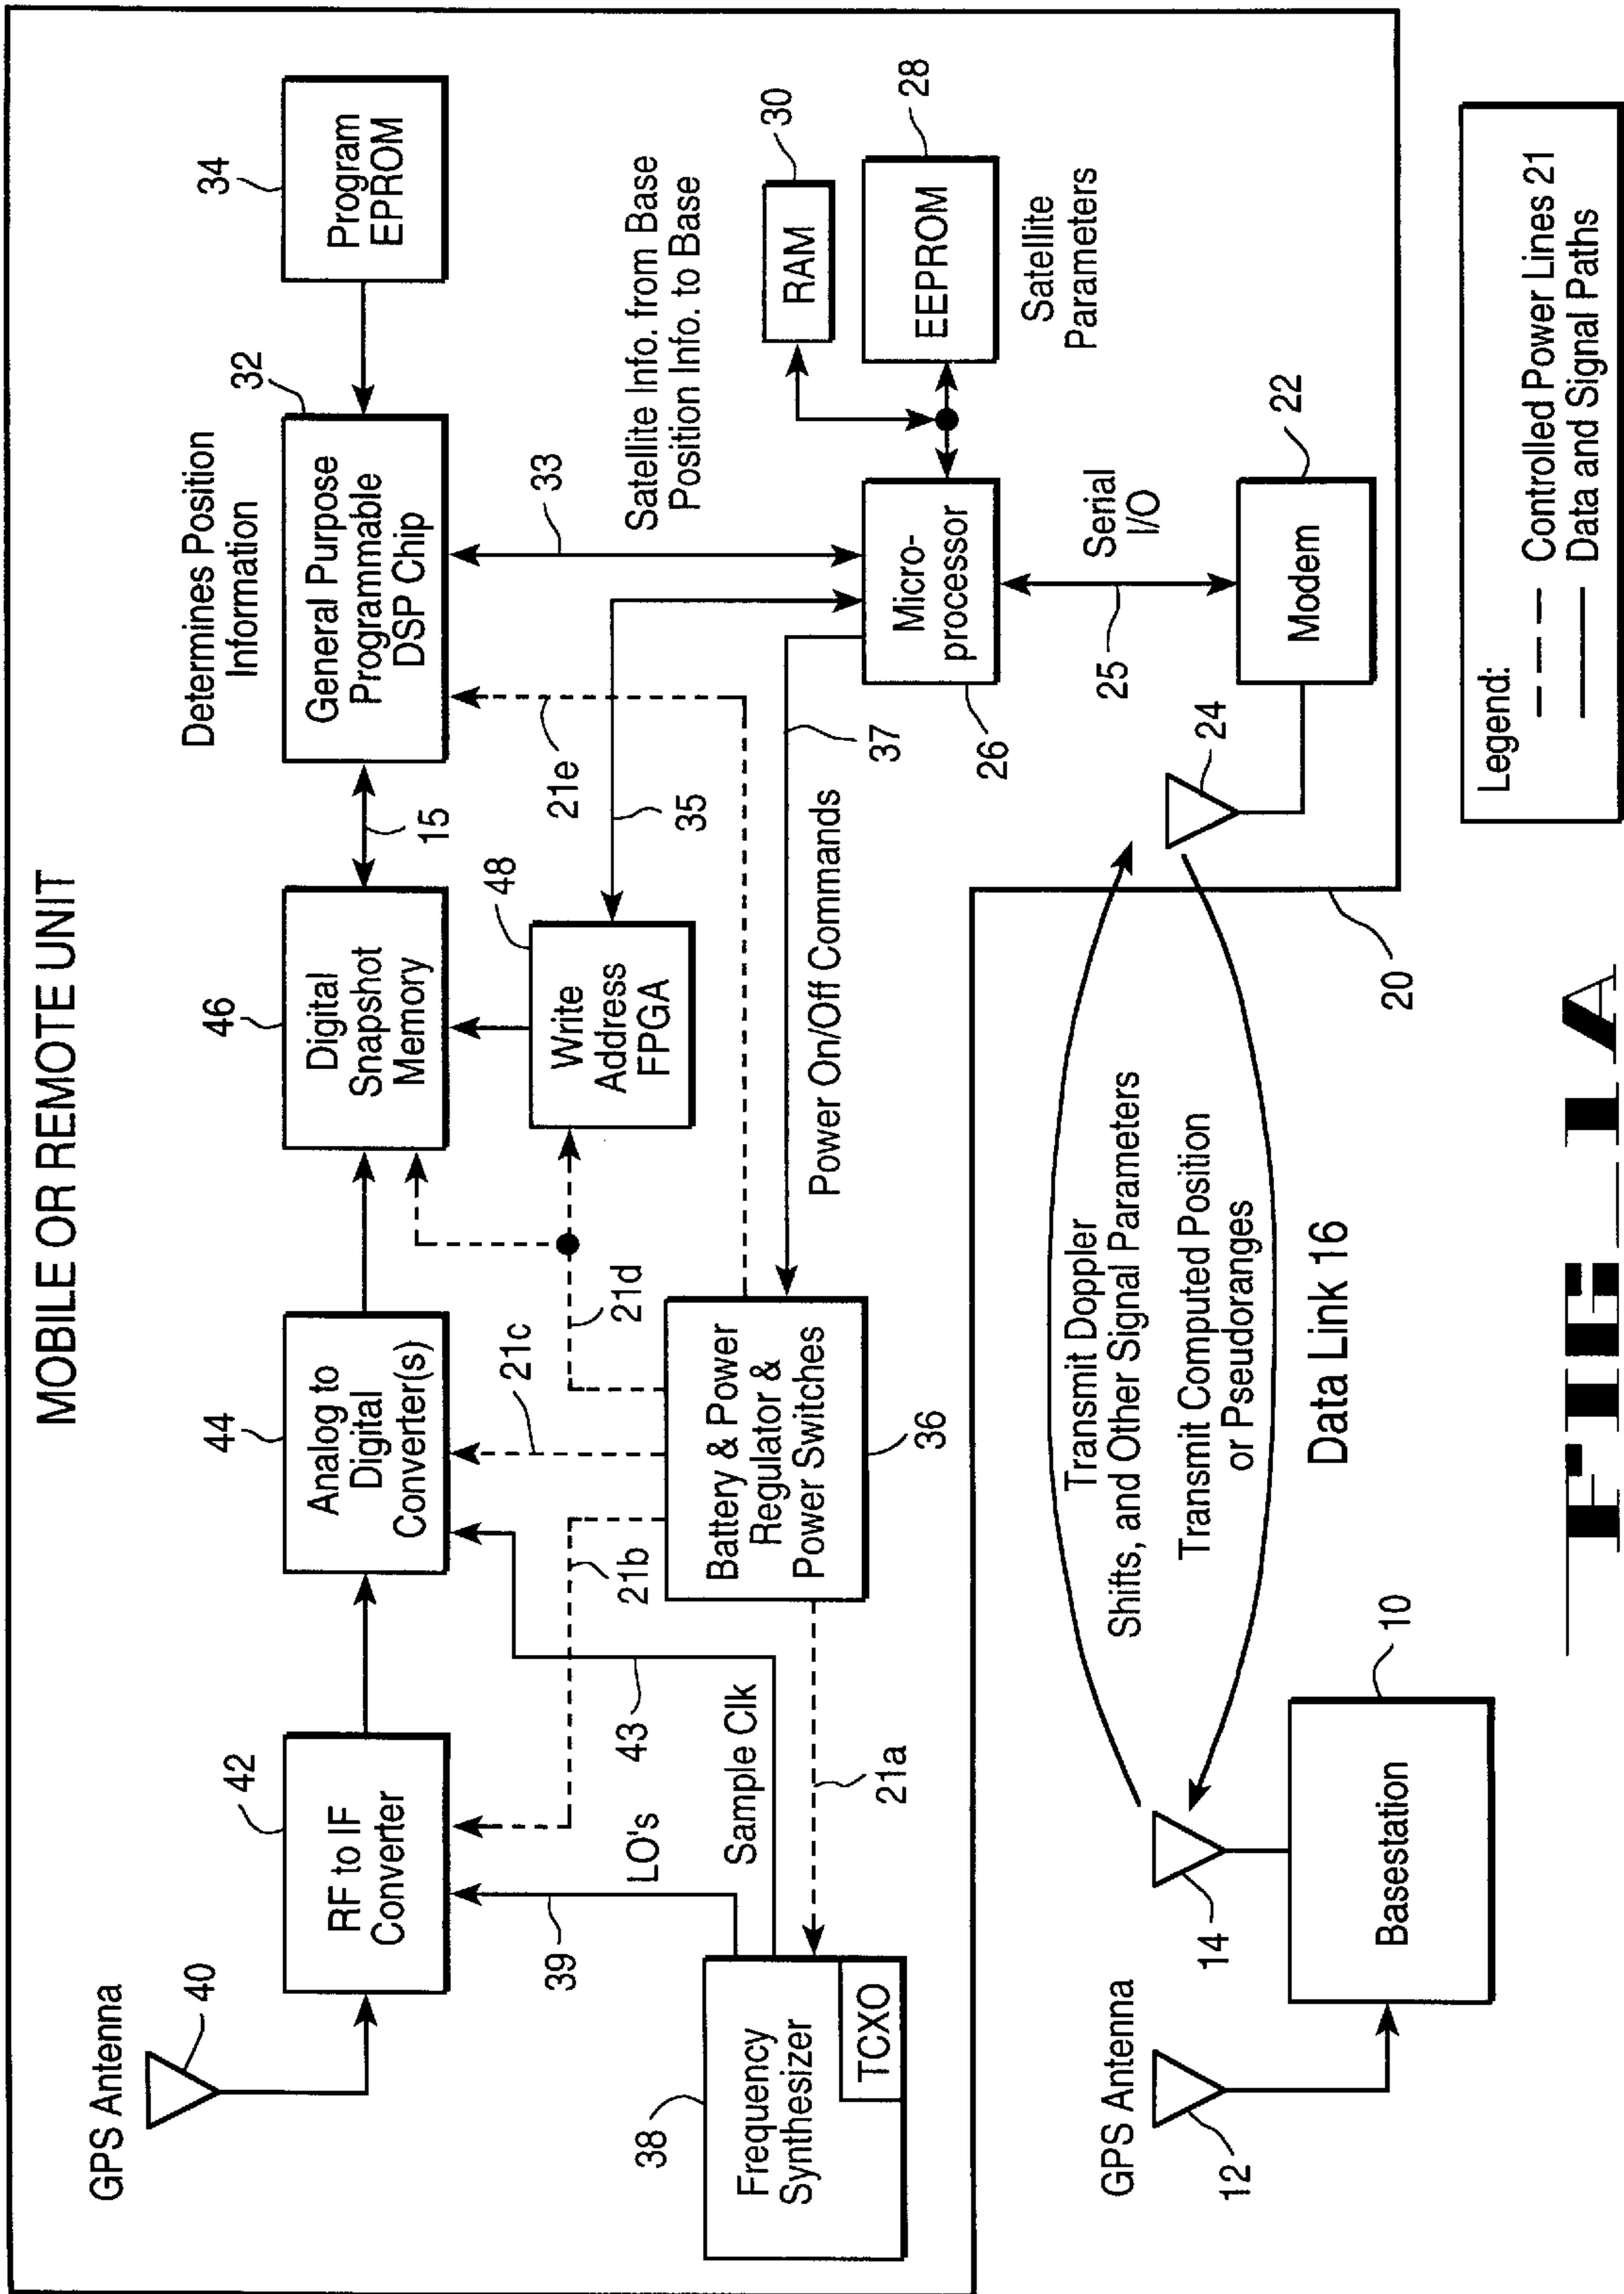 MOBILE OR REMOTE UNIT
GPS Antenna
40
42
RF to IF
Converter
44
Analog to
Digital
Converter(s)
46
Digital
Snapshot
Memory
15
Determines Position
Information
32
General Purpose
Programmable
DSP Chip
34
Program
EPROM
39
LO's
Sample Clk
43
21b
21c
21d
48
Write
Address
FPGA
21e
35
33
Satellite Info. from Base
Position Info. to Base
38
Frequency
Synthesizer
TCXO
21a
Battery & Power
Regulator &
Power Switches
36
Power On/Off Commands
37
Micro-
processor
26
30
RAM
28
EEPROM
Satellite
Parameters
25
Serial
I/O
22
Modem
24
20
GPS Antenna
12
14
10
Basestation
Transmit Doppler
Shifts, and Other Signal Parameters
Transmit Computed Position
or Pseudoranges
Data Link 16
Legend:
Controlled Power Lines 21
Data and Signal Paths
FIG_1A